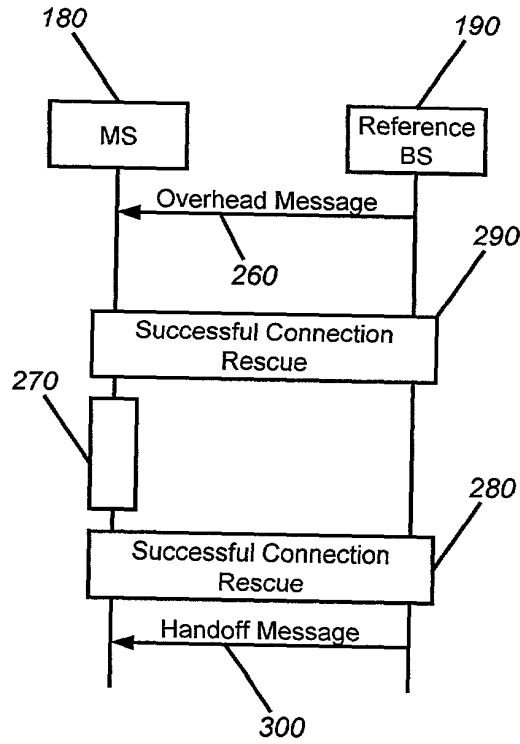 180
190
MS
Reference
BS
Overhead Message
260
290
Successful Connection
Rescue
270
280
Successful Connection
Rescue
Handoff Message
300